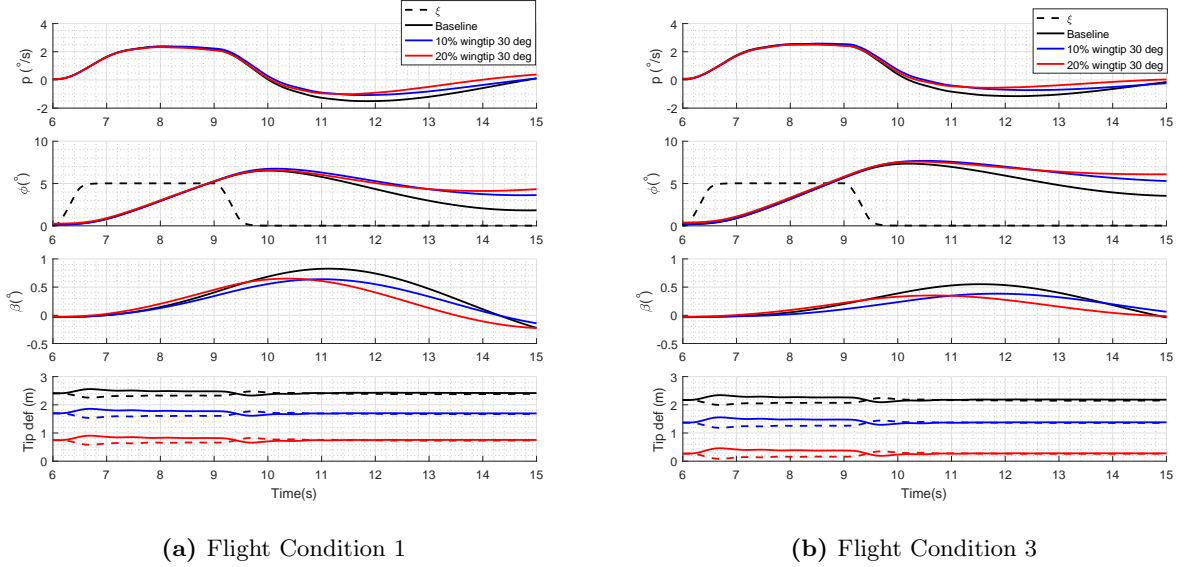 ξ
Baseline
10% wingtip 30 deg
20% wingtip 30 deg
p (°/s)
4
2
0
-2
6 7 8 9 10 11 12 13 14 15
ϕ(°)
10
5
0
6 7 8 9 10 11 12 13 14 15
β(°)
1
0.5
0
-0.5
6 7 8 9 10 11 12 13 14 15
Tip def (m)
3
2
1
0
6 7 8 9 10 11 12 13 14 15
Time(s)
(a) Flight Condition 1
ξ
Baseline
10% wingtip 30 deg
20% wingtip 30 deg
p (°/s)
4
2
0
-2
6 7 8 9 10 11 12 13 14 15
ϕ(°)
10
5
0
6 7 8 9 10 11 12 13 14 15
β(°)
1
0.5
0
-0.5
6 7 8 9 10 11 12 13 14 15
Tip def (m)
3
2
1
0
6 7 8 9 10 11 12 13 14 15
Time(s)
(b) Flight Condition 3